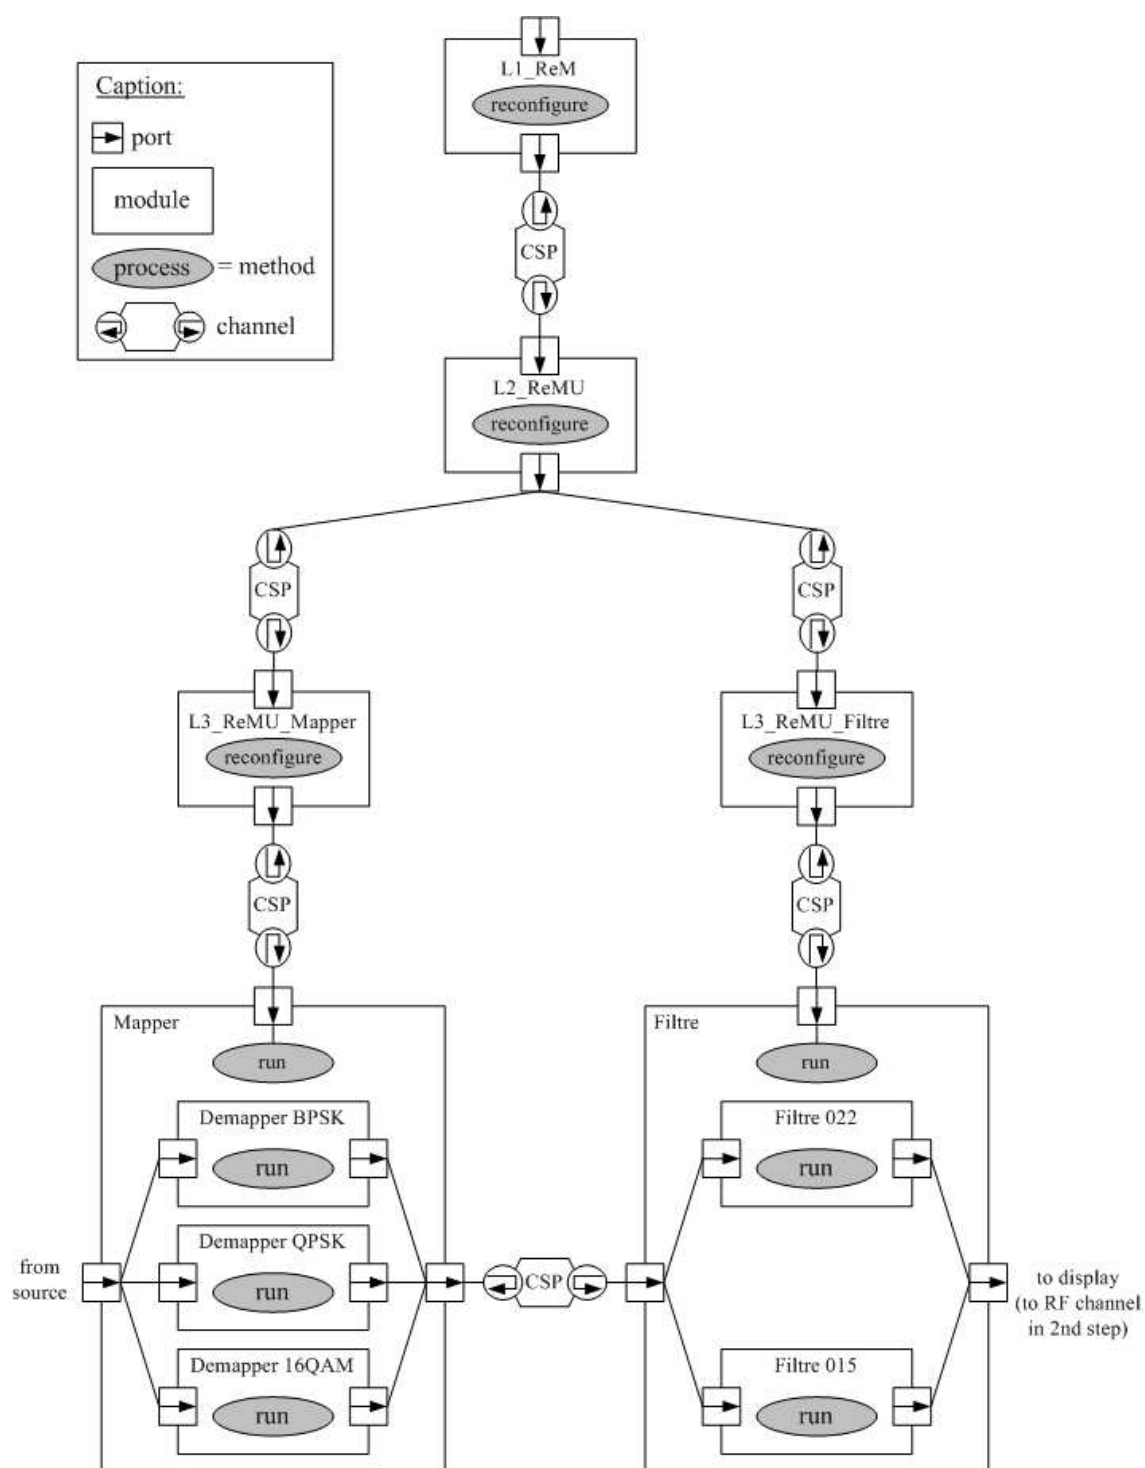 Caption:
port
module
process = method
channel
L1_ReM
reconfigure
CSP
L2_ReMU
reconfigure
CSP
CSP
L3_ReMU_Mapper
reconfigure
L3_ReMU_Filtre
reconfigure
CSP
CSP
Mapper
run
Filtre
run
Demapper BPSK
run
Filtre 022
run
Demapper QPSK
run
from
source
CSP
to display
(to RF channel
in 2nd step)
Demapper 16QAM
run
Filtre 015
run